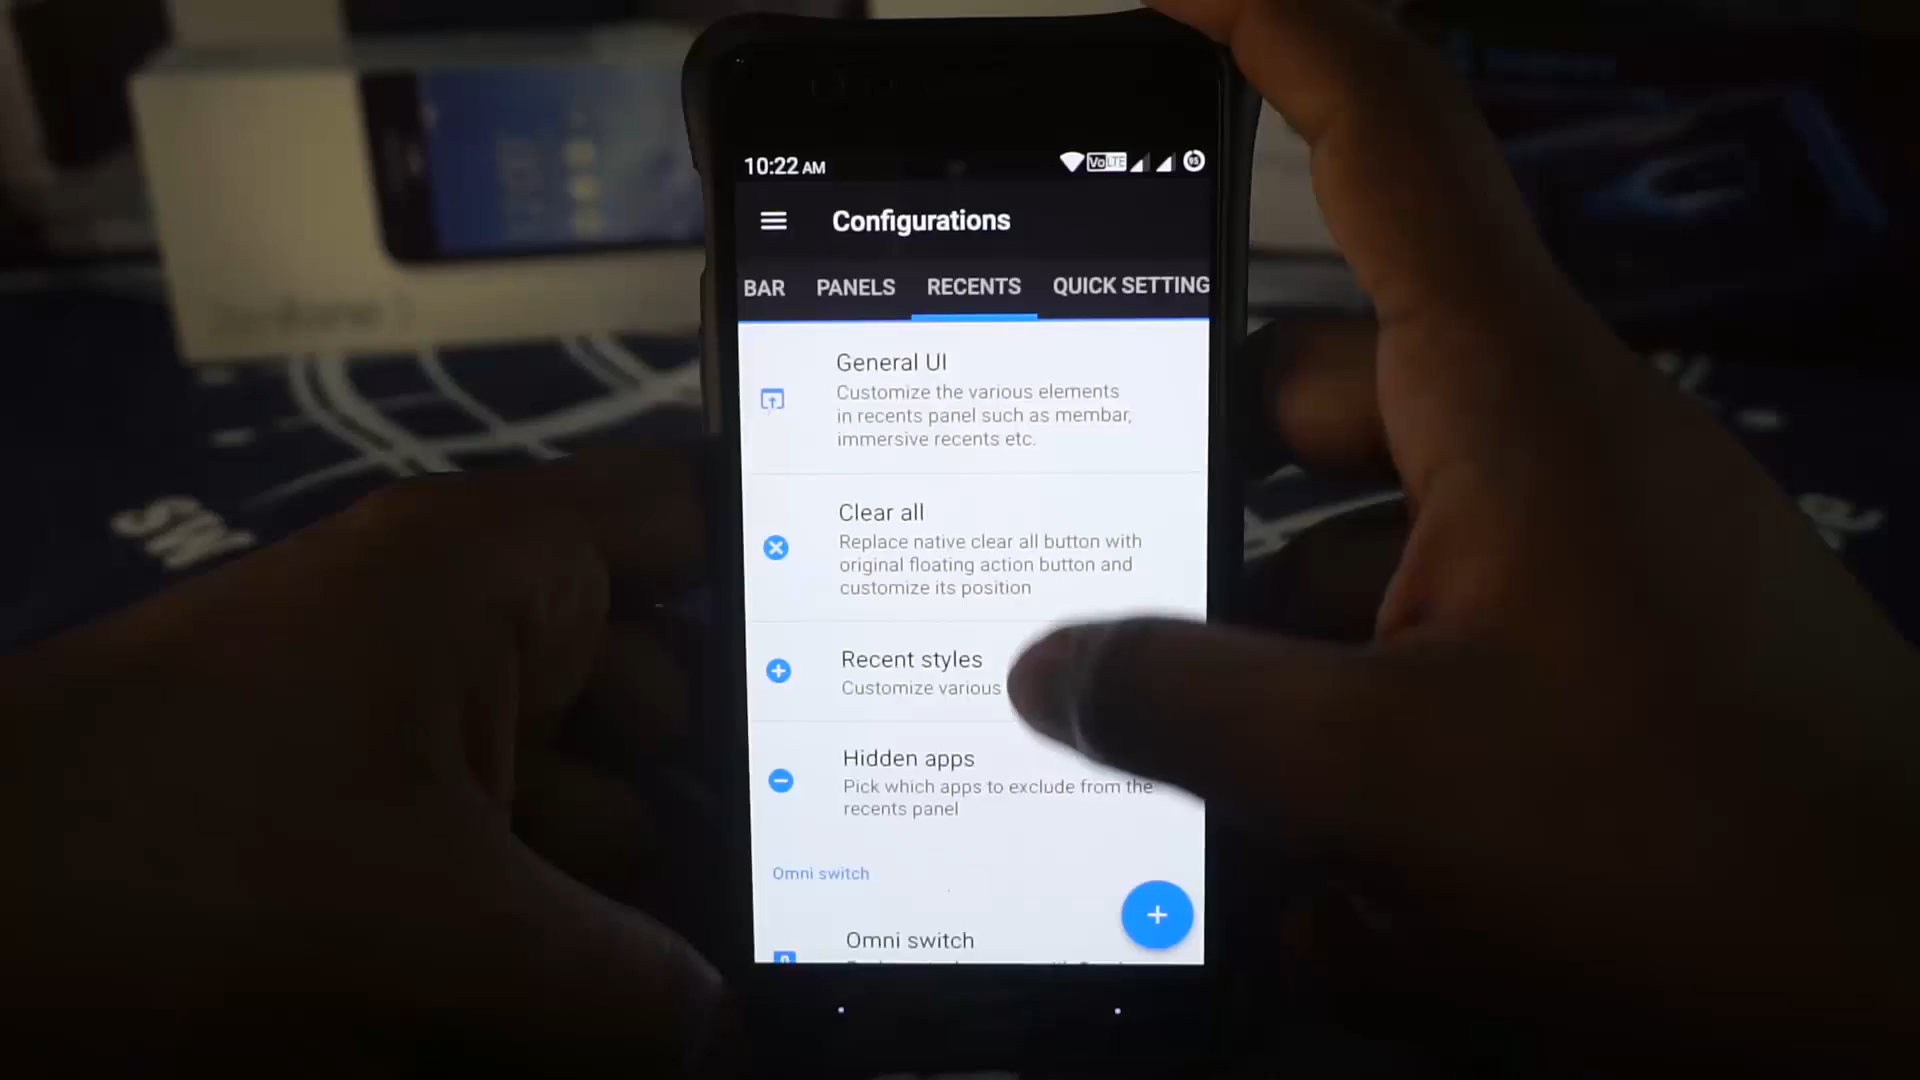 10:22 AM
VoLTE
95
Configurations
BAR PANELS RECENTS QUICK SETTING
General UI
Customize the various elements
in recents panel such as membar,
immersive recents etc.
Clear all
Replace native clear all button with
original floating action button and
customize its position
Recent styles
Customize various
Hidden apps
Pick which apps to exclude from the
recents panel
Omni switch
Omni switch
SW